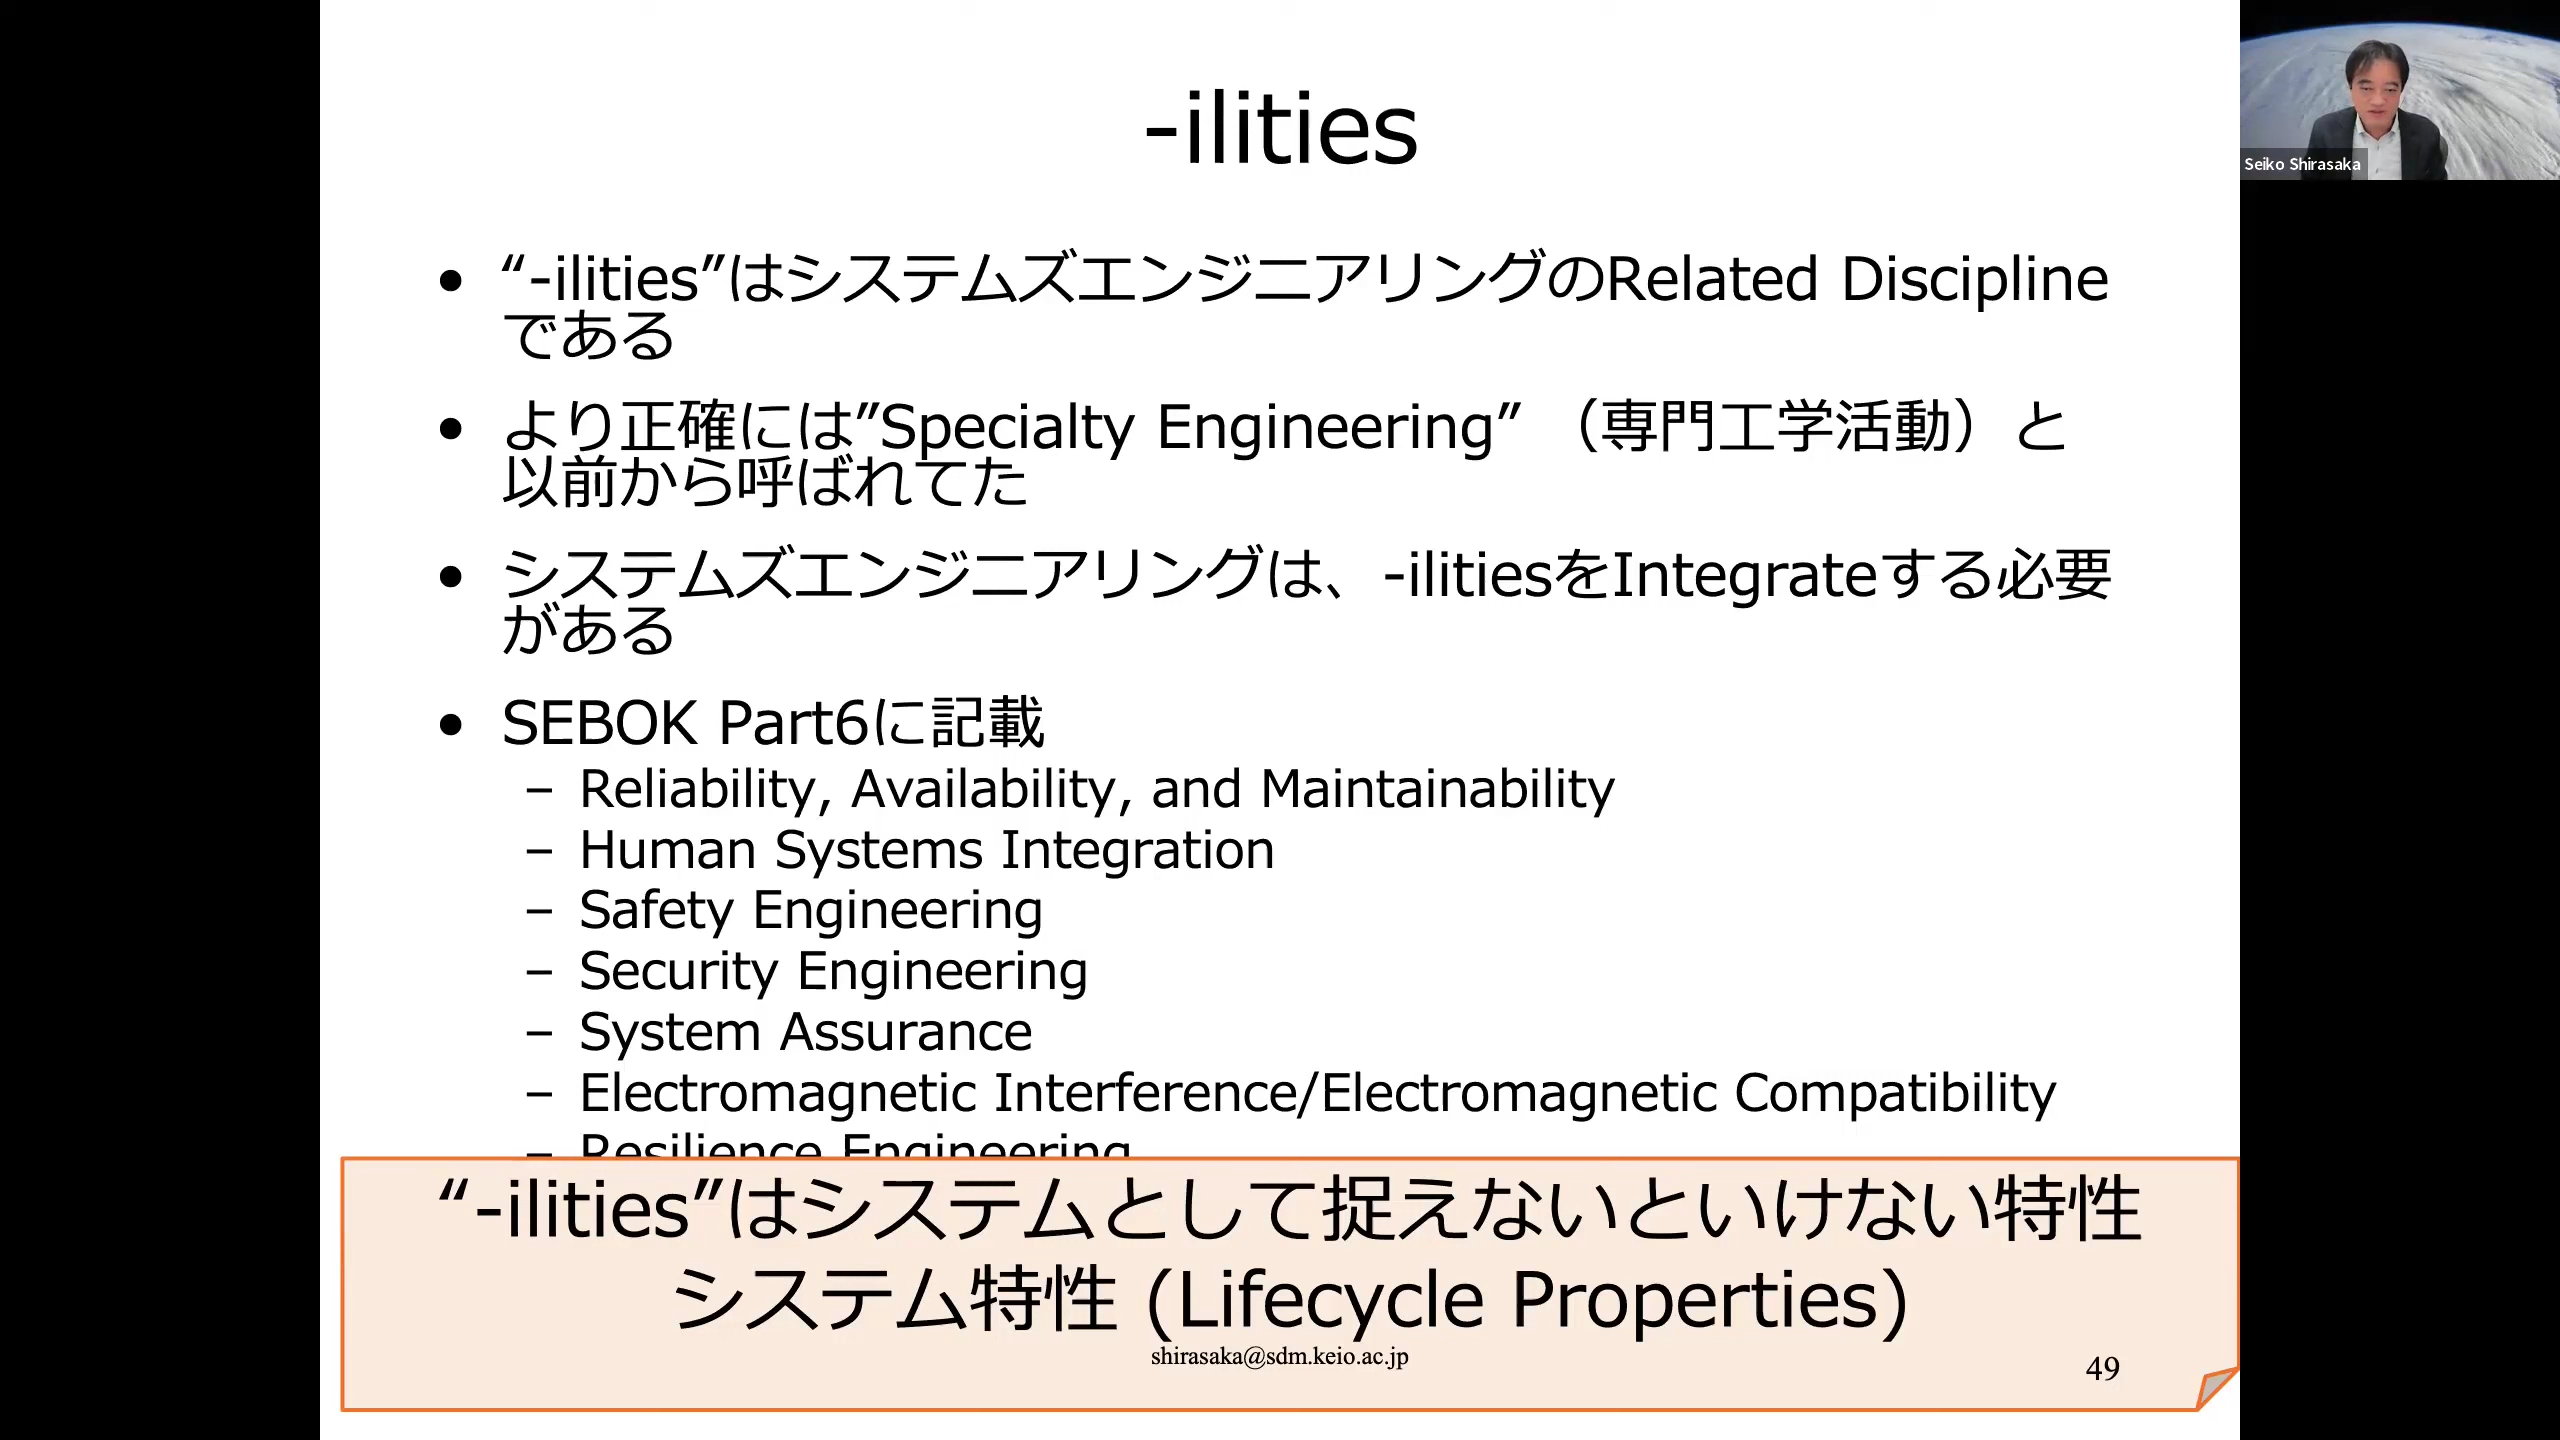 -ilities
Seiko Shirasaka
• “-ilities”はシステムズエンジニアリングのRelated Discipline
である
• より正確には”Specialty Engineering” （専門工学活動）と
以前から呼ばれてた
• システムズエンジニアリングは、-ilitiesをIntegrateする必要
がある
• SEBOK Part6に記載
– Reliability, Availability, and Maintainability
– Human Systems Integration
– Safety Engineering
– Security Engineering
– System Assurance
– Electromagnetic Interference/Electromagnetic Compatibility
– Resilience Engineering
“-ilities”はシステムとして捉えないといけない特性
システム特性 (Lifecycle Properties)
shirasaka@sdm.keio.ac.jp
49